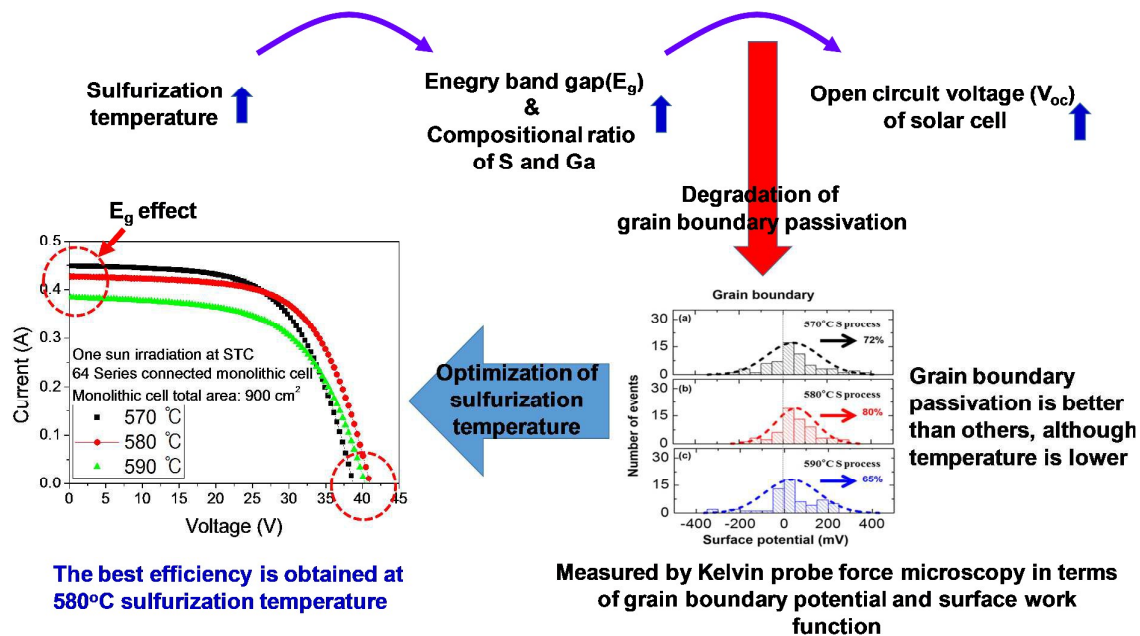 Sulfurization
temperature
Enegry band gap(Eg)
&
Compositional ratio
of S and Ga
Open circuit voltage (Voc)
of solar cell
Degradation of
grain boundary passivation
Eg effect
0.5
0.4
0.3
0.2
0.1
0.0
Current (A)
One sun irradiation at STC
64 Series connected monolithic cell
Monolithic cell total area: 900 cm²
570 ℃
580 ℃
590 ℃
0 5 10 15 20 25 30 35 40 45
Voltage (V)
Optimization of
sulfurization
temperature
Grain boundary
(a)
570°C S process
72%
30
15
0
(b)
580°C S process
80%
30
15
0
(c)
590°C S process
65%
30
15
0
Number of events
-400 -200 0 200 400
Surface potential (mV)
Grain boundary
passivation is better
than others, although
temperature is lower
The best efficiency is obtained at
580°C sulfurization temperature
Measured by Kelvin probe force microscopy in terms
of grain boundary potential and surface work
function